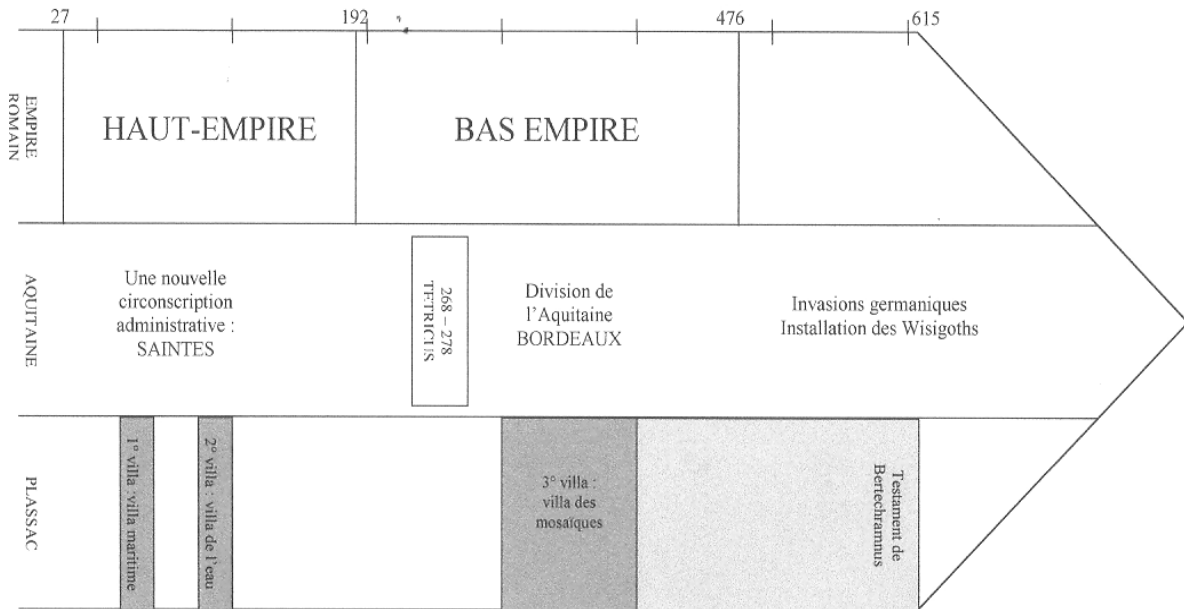 27 192 476 615
EMPIRE
ROMAIN
HAUT-EMPIRE
BAS EMPIRE
AQUITAINE
Une nouvelle
circonscription
administrative :
SAINTES
268 – 278
TETRICUS
Division de
l'Aquitaine
BORDEAUX
Invasions germaniques
Installation des Wisigoths
PLASSAC
1° villa : villa maritime
2° villa : villa de l'eau
3° villa :
villa des
mosaïques
Testament de
Bertechramnus